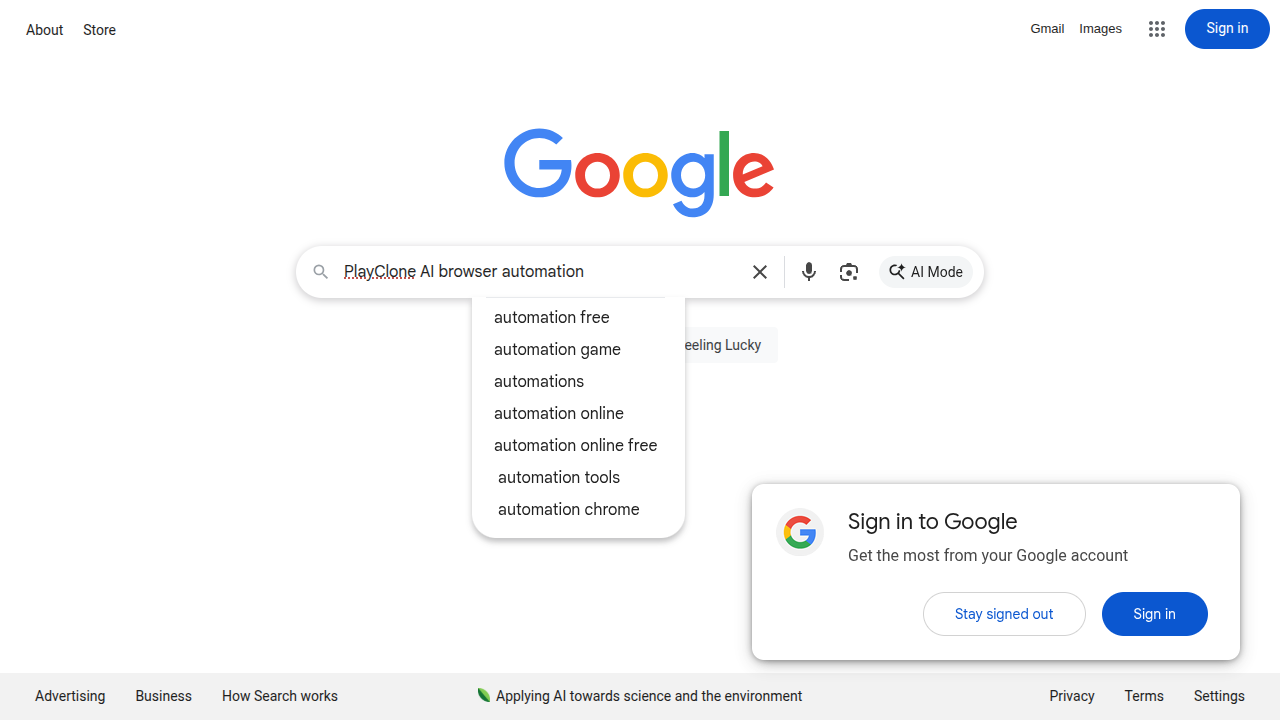 About Store
Gmail Images Sign in
Google
PlayClone AI browser automation AI Mode
automation free
eeling Lucky
automation game
automations
automation online
automation online free
automation tools
automation chrome
Sign in to Google
Get the most from your Google account
Stay signed out Sign in
Advertising Business How Search works Applying AI towards science and the environment Privacy Terms Settings